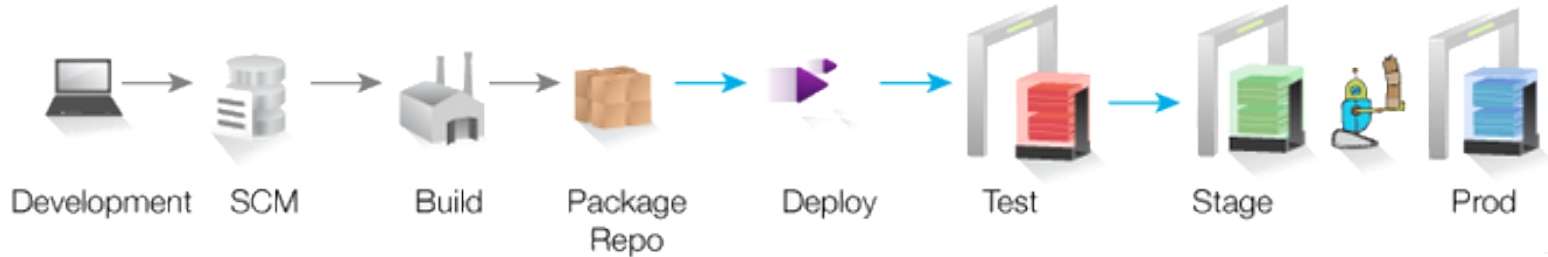 Development
SCM
Build
Package
Repo
Deploy
Test
Stage
Prod